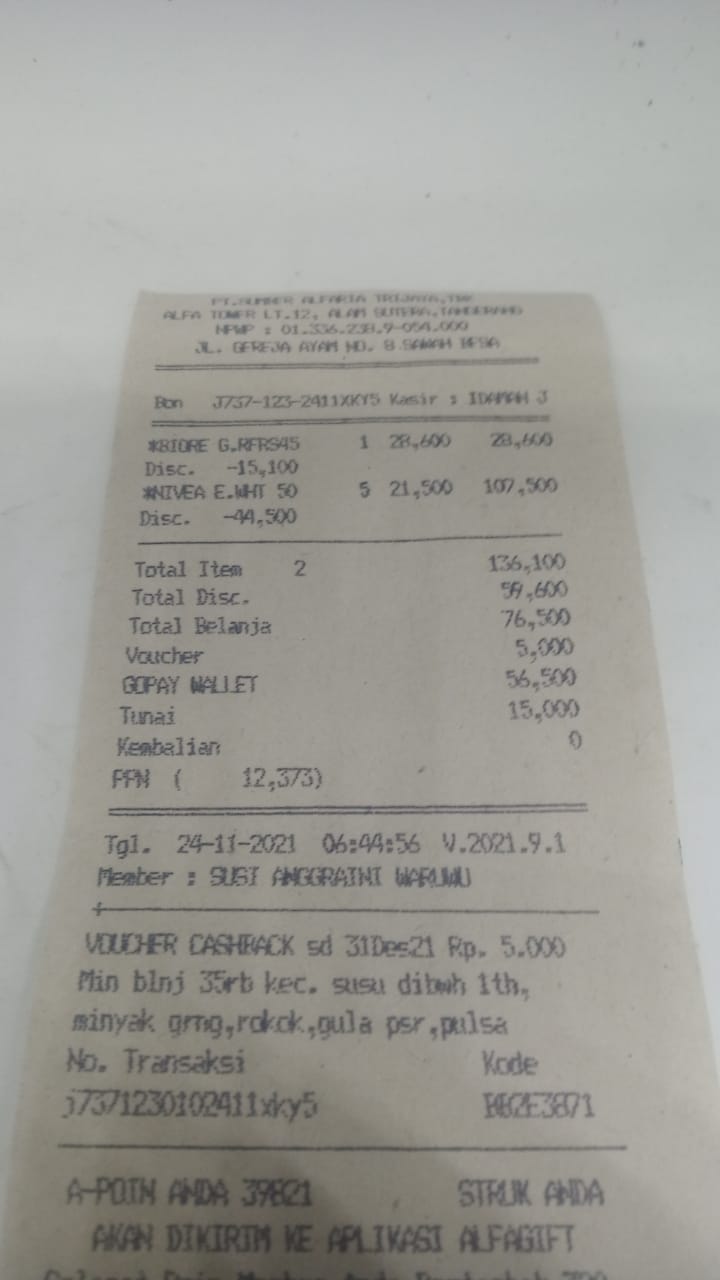 PT.SUMBER ALFARIA TRIJAYA,TBK
ALFA TOWER LT.12, ALAM SUTERA,TANGERANG
NPWP : 01.336.238.9-054.000
JL. GEREJA AYAM NO. 8 SAWAH BESA
Bon J737-123-2411XKY5 Kasir : IDAMAH J
*BIORE G.RFRS45 1 28,600 28,600
Disc. -15,100
*NIVEA E.WHT 50 5 21,500 107,500
Disc. -44,500
Total Item 2 136,100
Total Disc. 59,600
Total Belanja 76,500
Voucher 5,000
GOPAY WALLET 56,500
Tunai 15,000
Kembalian 0
PPN ( 12,373)
Tgl. 24-11-2021 06:44:56 V.2021.9.1
Member : SUSI ANGGRAINI WARUWU
VOUCHER CASHBACK sd 31Des21 Rp. 5.000
Min blnj 35rb kec. susu dibwh 1th,
minyak grng,rokok,gula psr,pulsa
No. Transaksi Kode
j7371230102411xky5
A-POIN ANDA 39821 STRUK ANDA
AKAN DIKIRIM KE APLIKASI ALFAGIFT